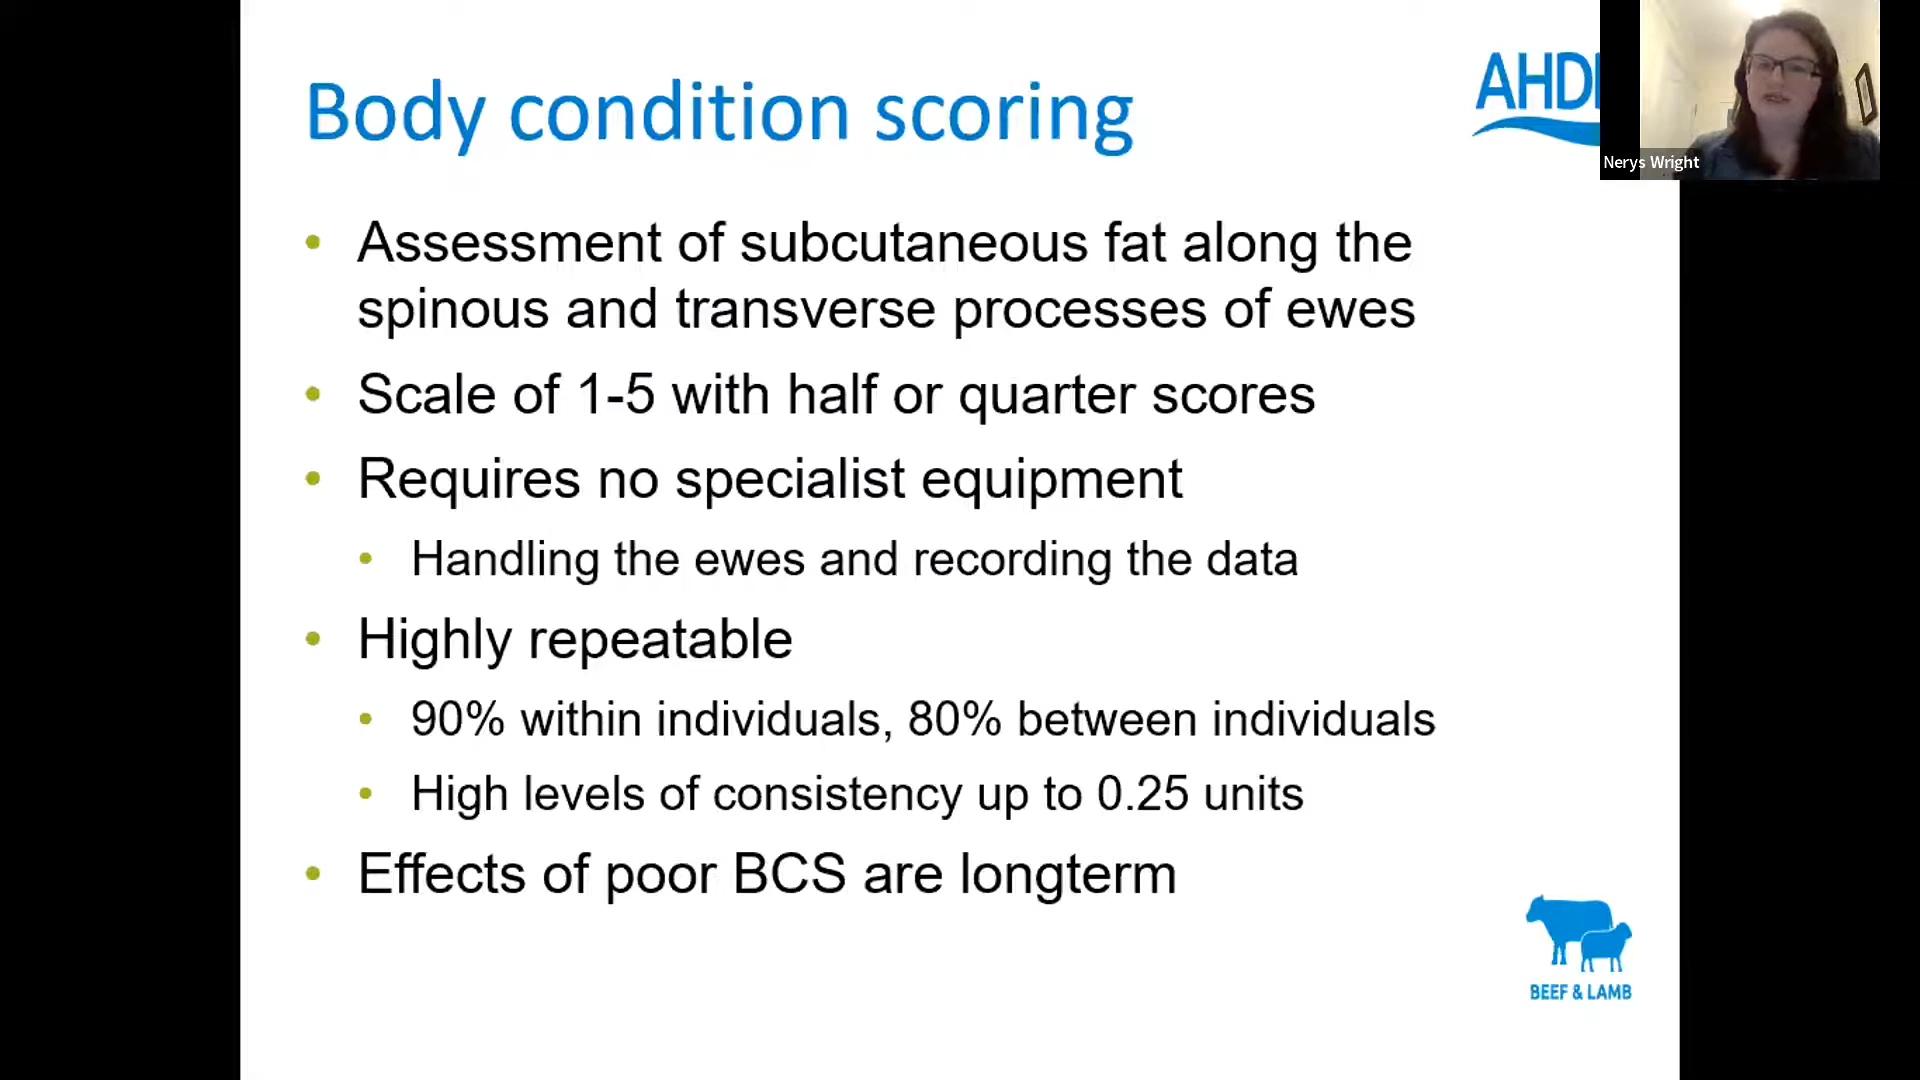 Body condition scoring
AHD
Nerys Wright
• Assessment of subcutaneous fat along the
spinous and transverse processes of ewes
• Scale of 1-5 with half or quarter scores
• Requires no specialist equipment
• Handling the ewes and recording the data
• Highly repeatable
• 90% within individuals, 80% between individuals
• High levels of consistency up to 0.25 units
• Effects of poor BCS are longterm
BEEF & LAMB